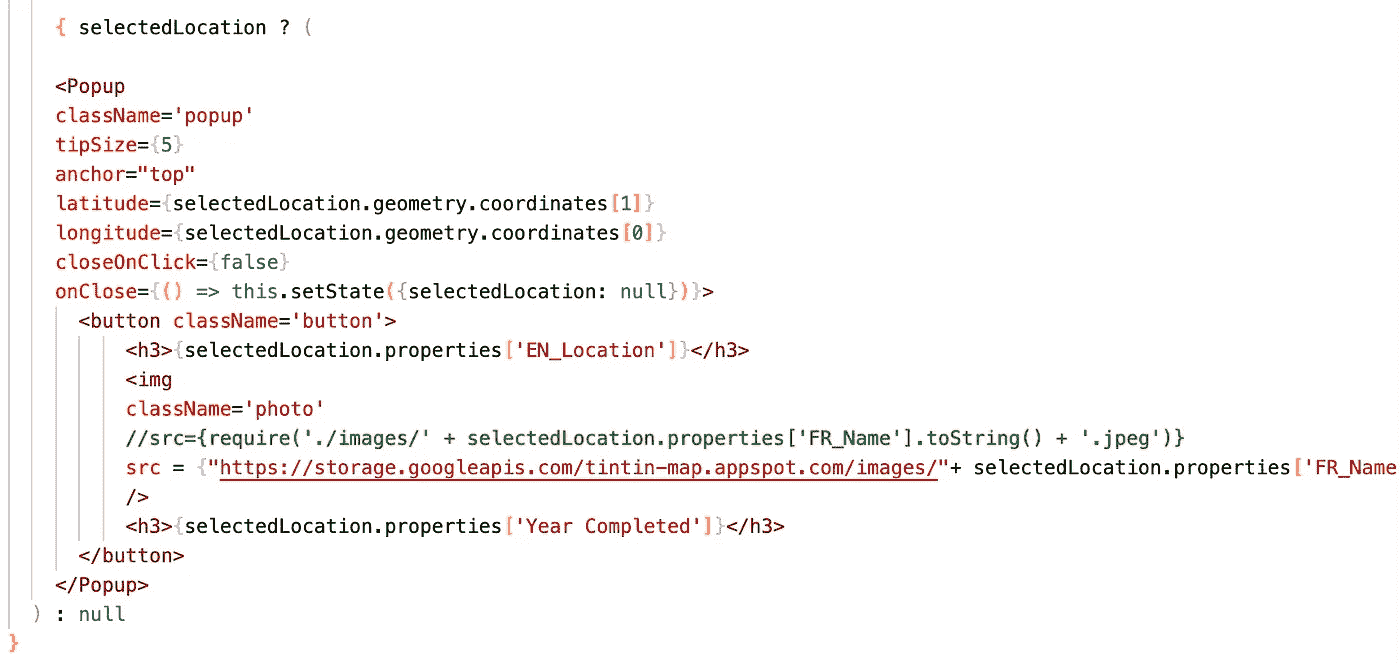 { selectedLocation ? (
<Popup
className='popup'
tipSize={5}
anchor="top"
latitude={selectedLocation.geometry.coordinates[1]}
longitude={selectedLocation.geometry.coordinates[0]}
closeOnClick={false}
onClose={() => this.setState({selectedLocation: null})}>
<button className='button'>
<h3>{selectedLocation.properties['EN_Location']}</h3>
<img
className='photo'
//src={require('./images/' + selectedLocation.properties['FR_Name'].toString() + '.jpeg')}
src = {"https://storage.googleapis.com/tintin-map.appspot.com/images/"+ selectedLocation.properties['FR_Name
/>
<h3>{selectedLocation.properties['Year Completed']}</h3>
</button>
</Popup>
) : null
}